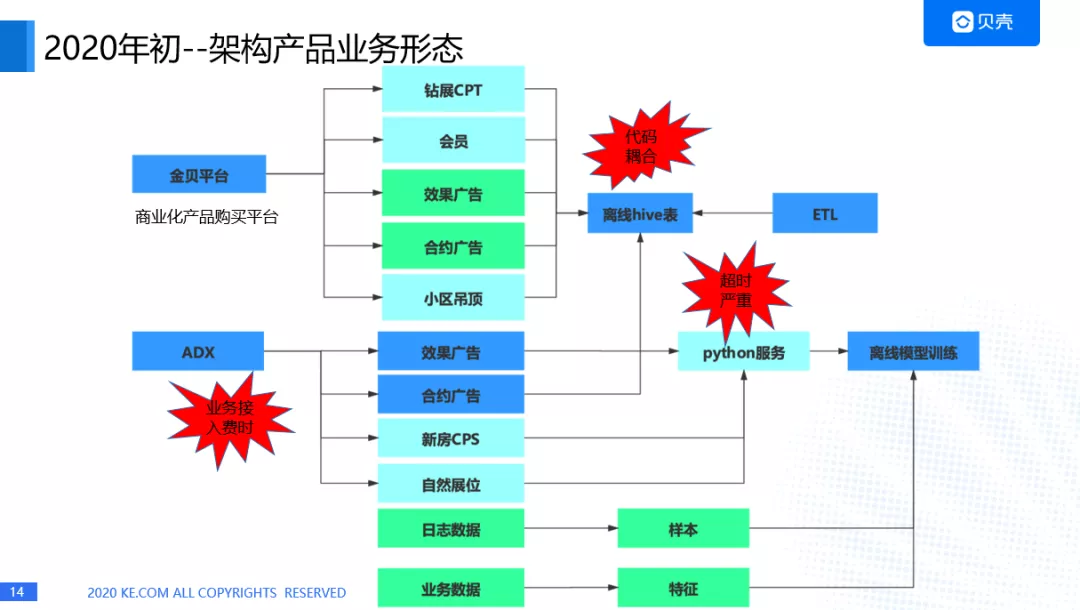 贝壳
2020年初--架构产品业务形态
钻展CPT
会员
代码
耦合
金贝平台
效果广告
商业化产品购买平台
离线hive表
ETL
合约广告
超时
严重
小区吊顶
ADX
效果广告
python服务
离线模型训练
合约广告
业务接
入费时
新房CPS
自然展位
日志数据
样本
业务数据
特征
14
2020 KE.COM ALL COPYRIGHTS RESERVED